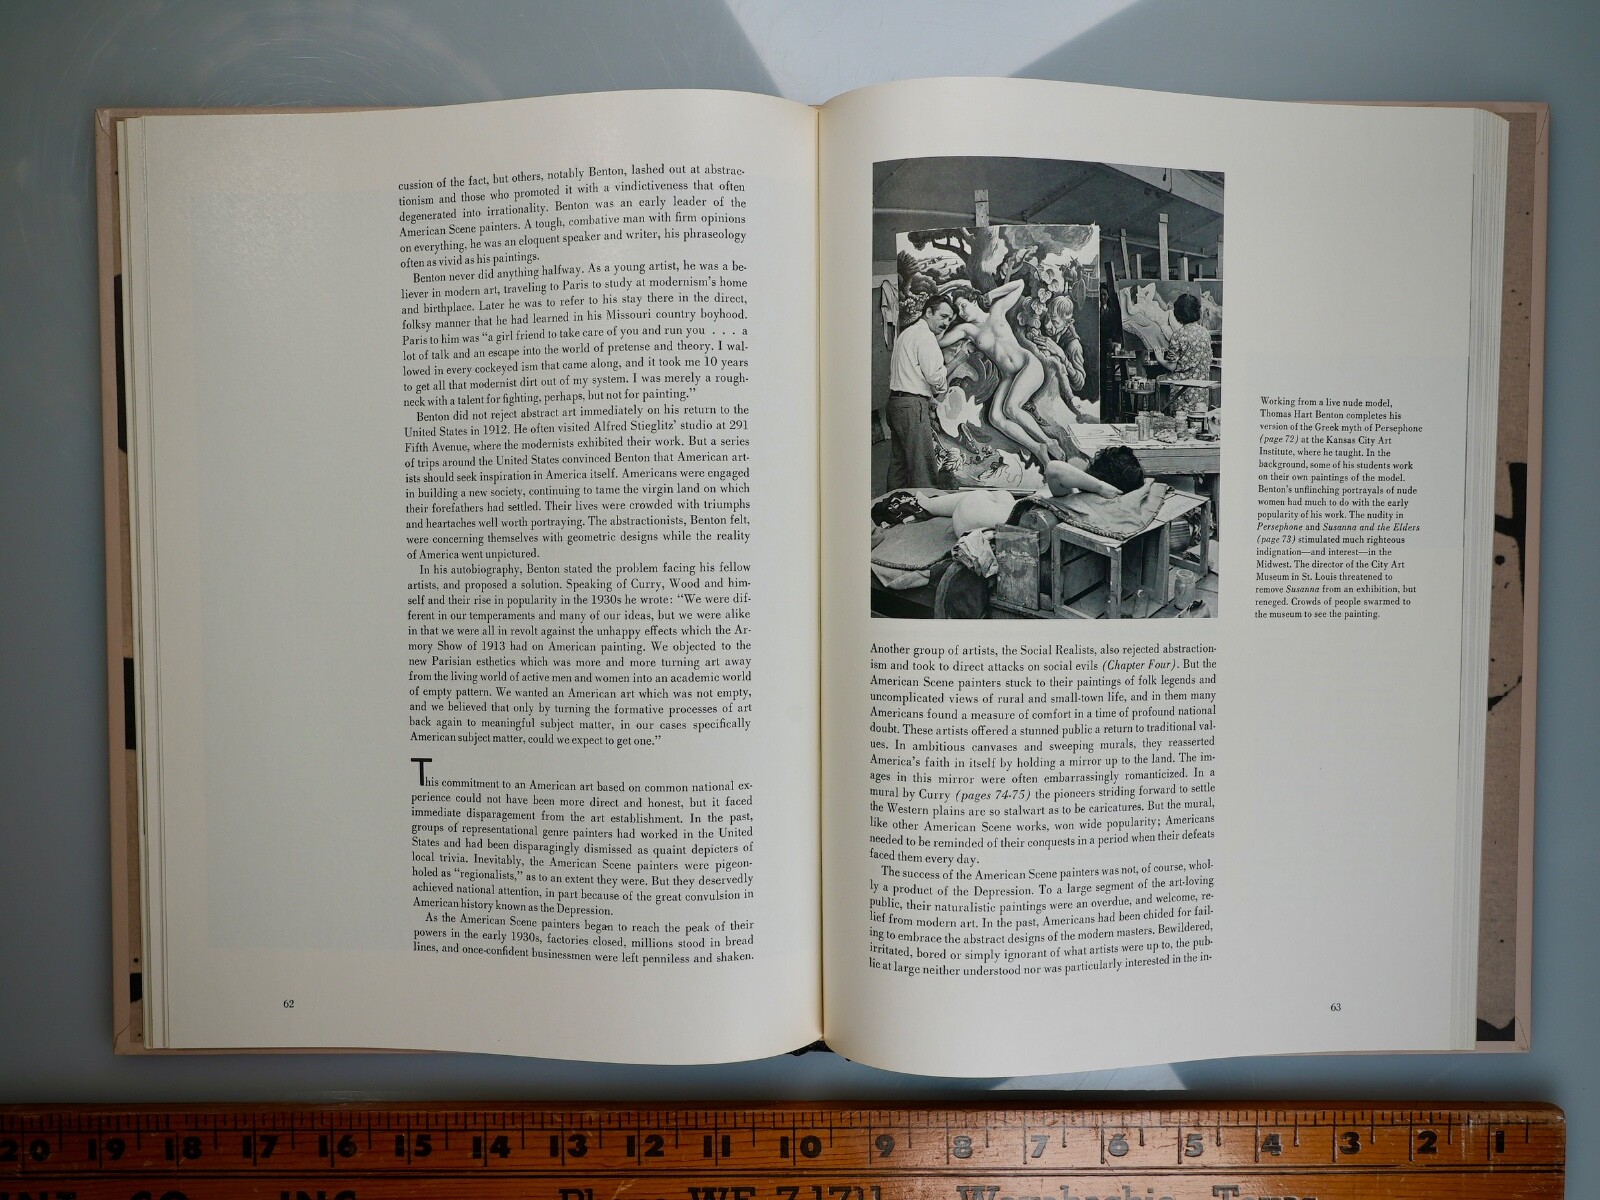 cussion of the fact, but others, notably Benton, lashed out at abstrac-
tionism and those who promoted it with a vindictiveness that often
degenerated into irrationality. Benton was an early leader of the
American Scene painters. A tough, combative man with firm opinions
on everything, he was an eloquent speaker and writer, his phraseology
often as vivid as his paintings.
Benton never did anything halfway. As a young artist, he was a be-
liever in modern art, traveling to Paris to study at modernism's home
and birthplace. Later he was to refer to his stay there in the direct,
folksy manner that he had learned in his Missouri country boyhood.
Paris to him was "a girl friend to take care of you and run you . . . a
lot of talk and an escape into the world of pretense and theory. I wal-
lowed in every cockeyed ism that came along, and it took me 10 years
to get all that modernist dirt out of my system. I was merely a rough-
neck with a talent for fighting, perhaps, but not for painting."
Benton did not reject abstract art immediately on his return to the
United States in 1912. He often visited Alfred Stieglitz' studio at 291
Fifth Avenue, where the modernists exhibited their work. But a series
of trips around the United States convinced Benton that American art-
ists should seek inspiration in America itself. Americans were engaged
in building a new society, continuing to tame the virgin land on which
their forefathers had settled. Their lives were crowded with triumphs
and heartaches well worth portraying. The abstractionists, Benton felt,
were concerning themselves with geometric designs while the reality
of America went unpictured.
In his autobiography, Benton stated the problem facing his fellow
artists, and proposed a solution. Speaking of Curry, Wood and him-
self and their rise in popularity in the 1930s he wrote: "We were dif-
ferent in our temperaments and many of our ideas, but we were alike
in that we were all in revolt against the unhappy effects which the Ar-
mory Show of 1913 had on American painting. We objected to the
new Parisian esthetics which was more and more turning art away
from the living world of active men and women into an academic world
of empty pattern. We wanted an American art which was not empty,
and we believed that only by turning the formative processes of art
back again to meaningful subject matter, in our cases specifically
American subject matter, could we expect to get one."
This commitment to an American art based on common national ex-
perience could not have been more direct and honest, but it faced
immediate disparagement from the art establishment. In the past,
groups of representational genre painters had worked in the United
States and had been disparagingly dismissed as quaint depicters of
local trivia. Inevitably, the American Scene painters were pigeon-
holed as "regionalists," as to an extent they were. But they deservedly
achieved national attention, in part because of the great convulsion in
American history known as the Depression.
As the American Scene painters began to reach the peak of their
powers in the early 1930s, factories closed, millions stood in bread
lines, and once-confident businessmen were left penniless and shaken.
62
Working from a live nude model,
Thomas Hart Benton completes his
version of the Greek myth of Persephone
(page 72) at the Kansas City Art
Institute, where he taught. In the
background, some of his students work
on their own paintings of the model.
Benton's unflinching portrayals of nude
women had much to do with the early
popularity of his work. The nudity in
Persephone and Susanna and the Elders
(page 73) stimulated much righteous
indignation—and interest—in the
Midwest. The director of the City Art
Museum in St. Louis threatened to
remove Susanna from an exhibition, but
reneged. Crowds of people swarmed to
the museum to see the painting.
Another group of artists, the Social Realists, also rejected abstraction-
ism and took to direct attacks on social evils (Chapter Four). But the
American Scene painters stuck to their paintings of folk legends and
uncomplicated views of rural and small-town life, and in them many
Americans found a measure of comfort in a time of profound national
doubt. These artists offered a stunned public a return to traditional val-
ues. In ambitious canvases and sweeping murals, they reasserted
America's faith in itself by holding a mirror up to the land. The im-
ages in this mirror were often embarrassingly romanticized. In a
mural by Curry (pages 74-75) the pioneers striding forward to settle
the Western plains are so stalwart as to be caricatures. But the mural,
like other American Scene works, won wide popularity; Americans
needed to be reminded of their conquests in a period when their defeats
faced them every day.
The success of the American Scene painters was not, of course, whol-
ly a product of the Depression. To a large segment of the art-loving
public, their naturalistic paintings were an overdue, and welcome, re-
lief from modern art. In the past, Americans had been chided for fail-
ing to embrace the abstract designs of the modern masters. Bewildered,
irritated, bored or simply ignorant of what artists were up to, the pub-
lic at large neither understood nor was particularly interested in the in-
63
20 19 18 17 16 15 14 13 12 11 10 9 8 7 6 5 4 3 2 1
CO INC
Phone WE 7-1711 Waxahachie, Texas